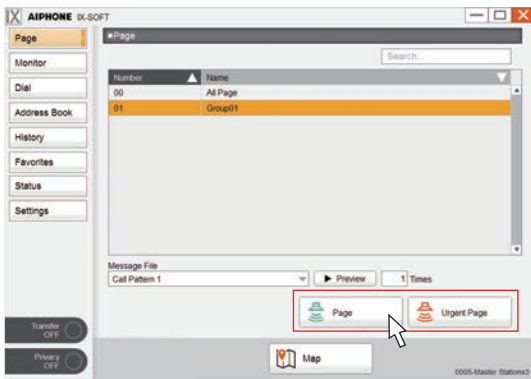 AIPHONE IX-SOFT
Page
Monitor
Dial
Address Book
History
Favorites
Status
Settings
Transfer
OFF
Privacy
OFF
■Page
Search...
Number Name
00 All Page
01 Group01
Message File
Call Pattern 1
Preview
1 Times
Page
Urgent Page
Map
0005-Master Stations2